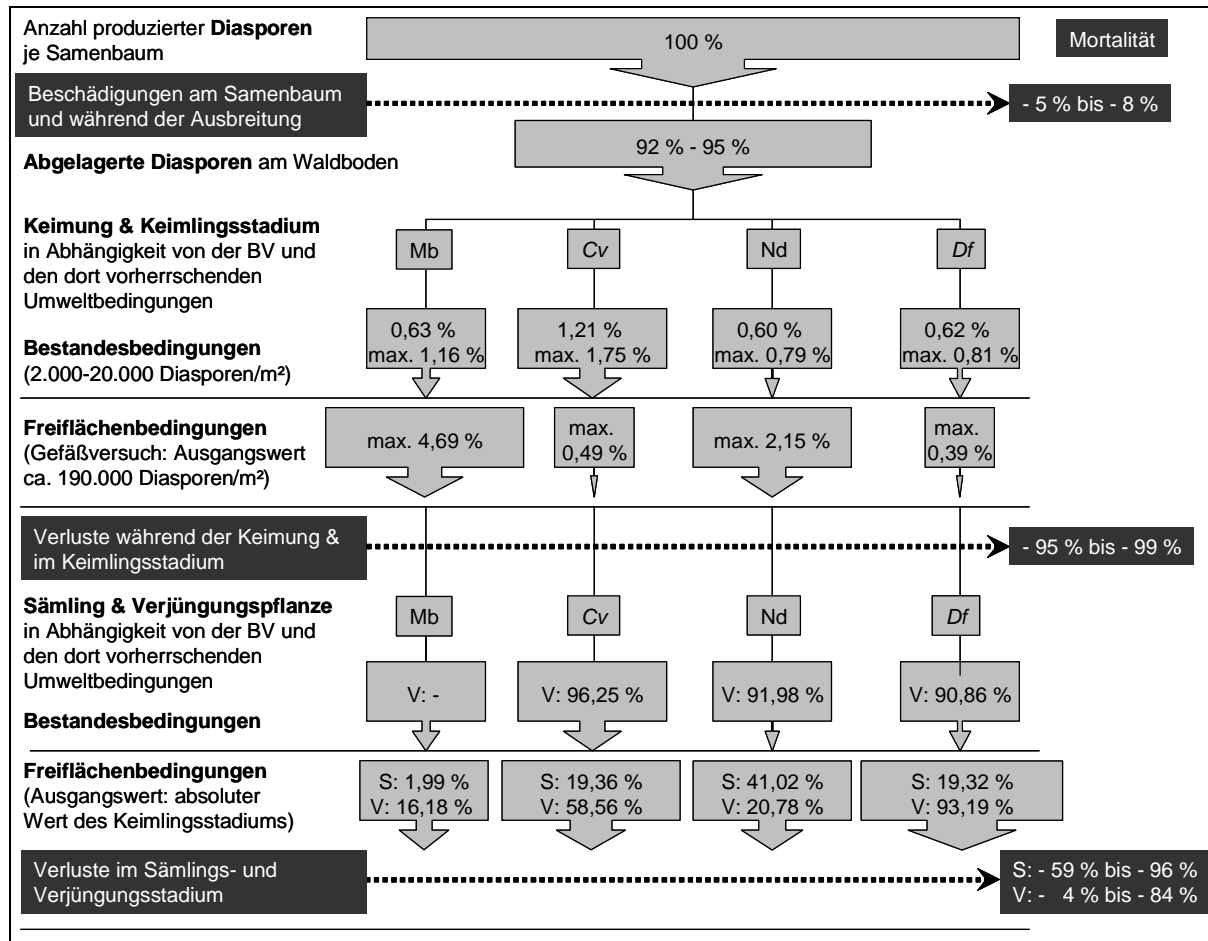 Anzahl produzierter Diasporen
je Samenbaum
100 %
Mortalität
Beschädigungen am Samenbaum
und während der Ausbreitung
- 5 % bis - 8 %
Abgelagerte Diasporen am Waldboden
92 % - 95 %
Keimung & Keimlingsstadium
in Abhängigkeit von der BV und
den dort vorherrschenden
Umweltbedingungen
Mb
Cv
Nd
Df
Bestandesbedingungen
(2.000-20.000 Diasporen/m²)
0,63 %
max. 1,16 %
1,21 %
max. 1,75 %
0,60 %
max. 0,79 %
0,62 %
max. 0,81 %
Freiflächenbedingungen
(Gefäßversuch: Ausgangswert
ca. 190.000 Diasporen/m²)
max. 4,69 %
max.
0,49 %
max. 2,15 %
max.
0,39 %
Verluste während der Keimung &
im Keimlingsstadium
- 95 % bis - 99 %
Sämling & Verjüngungspflanze
in Abhängigkeit von der BV und
den dort vorherrschenden
Umweltbedingungen
Mb
Cv
Nd
Df
Bestandesbedingungen
V: -
V: 96,25 %
V: 91,98 %
V: 90,86 %
Freiflächenbedingungen
(Ausgangswert: absoluter
Wert des Keimlingsstadiums)
S: 1,99 %
V: 16,18 %
S: 19,36 %
V: 58,56 %
S: 41,02 %
V: 20,78 %
S: 19,32 %
V: 93,19 %
Verluste im Sämlings- und
Verjüngungsstadium
S: - 59 % bis - 96 %
V: - 4 % bis - 84 %